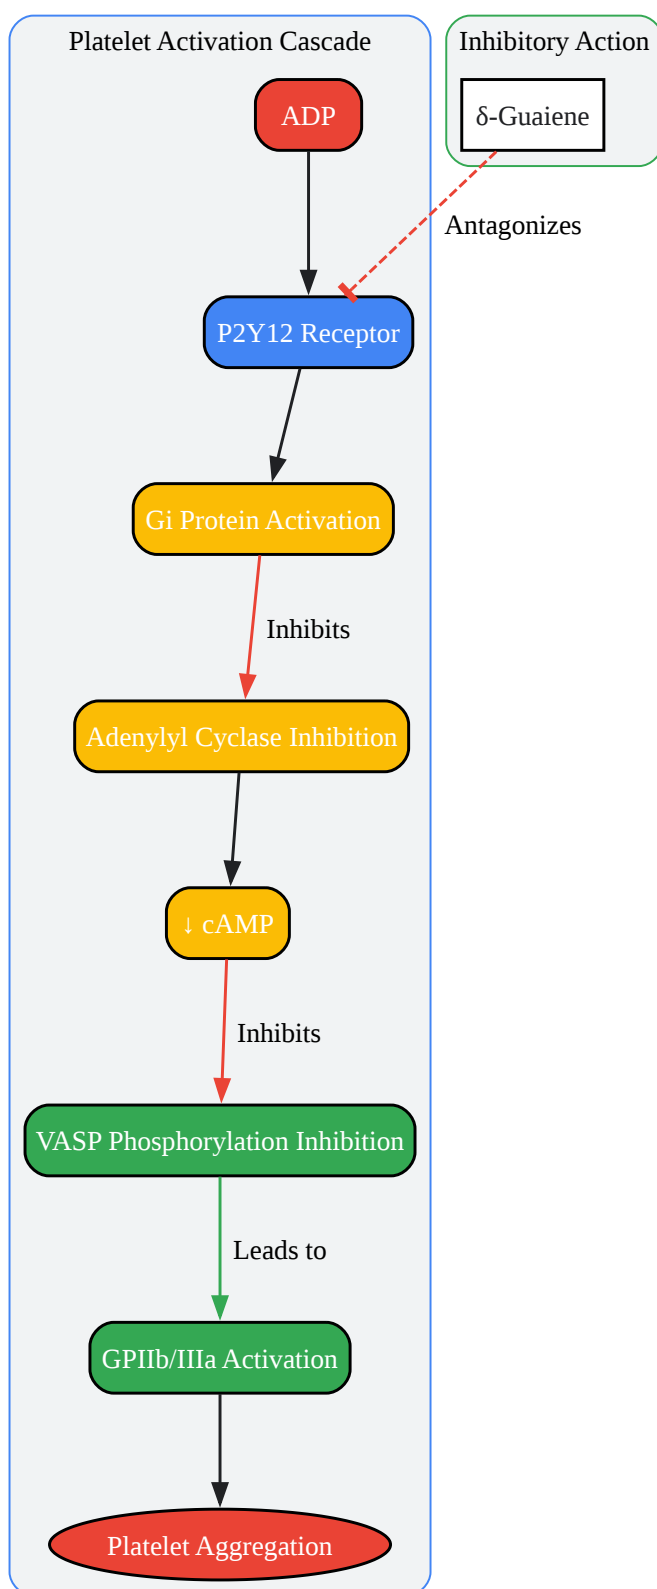 Platelet Activation Cascade
Inhibitory Action
ADP
δ-Guaiene
Antagonizes
P2Y12 Receptor
Gi Protein Activation
Inhibits
Adenylyl Cyclase Inhibition
↓ cAMP
Inhibits
VASP Phosphorylation Inhibition
Leads to
GPIIb/IIIa Activation
Platelet Aggregation